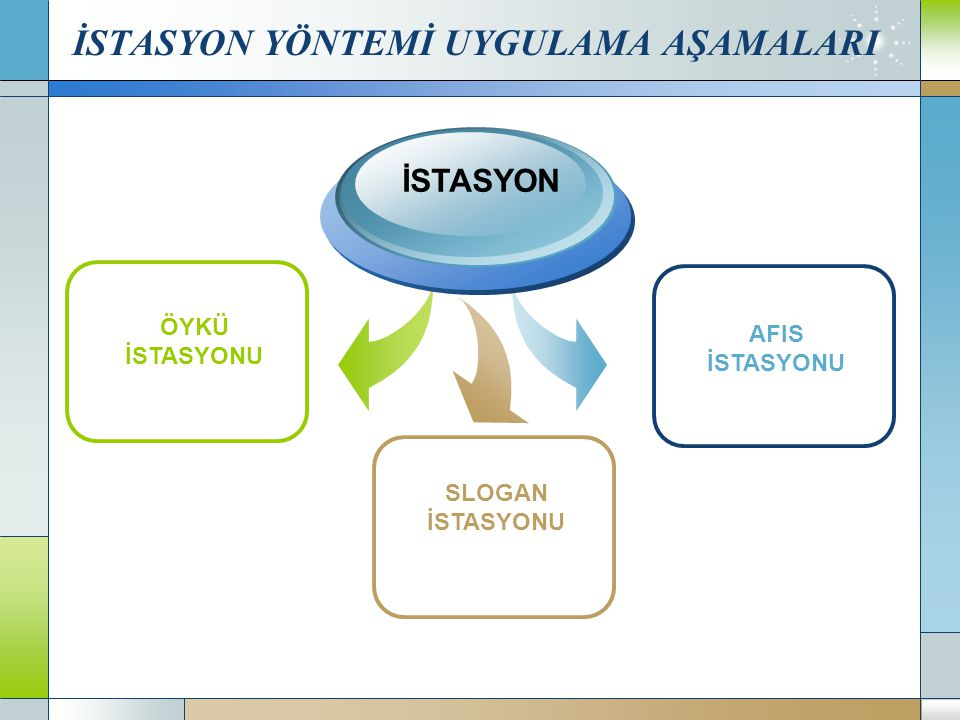 İSTASYON YÖNTEMİ UYGULAMA AŞAMALARI
İSTASYON
ÖYKÜ
İSTASYONU
AFIS
İSTASYONU
SLOGAN
İSTASYONU